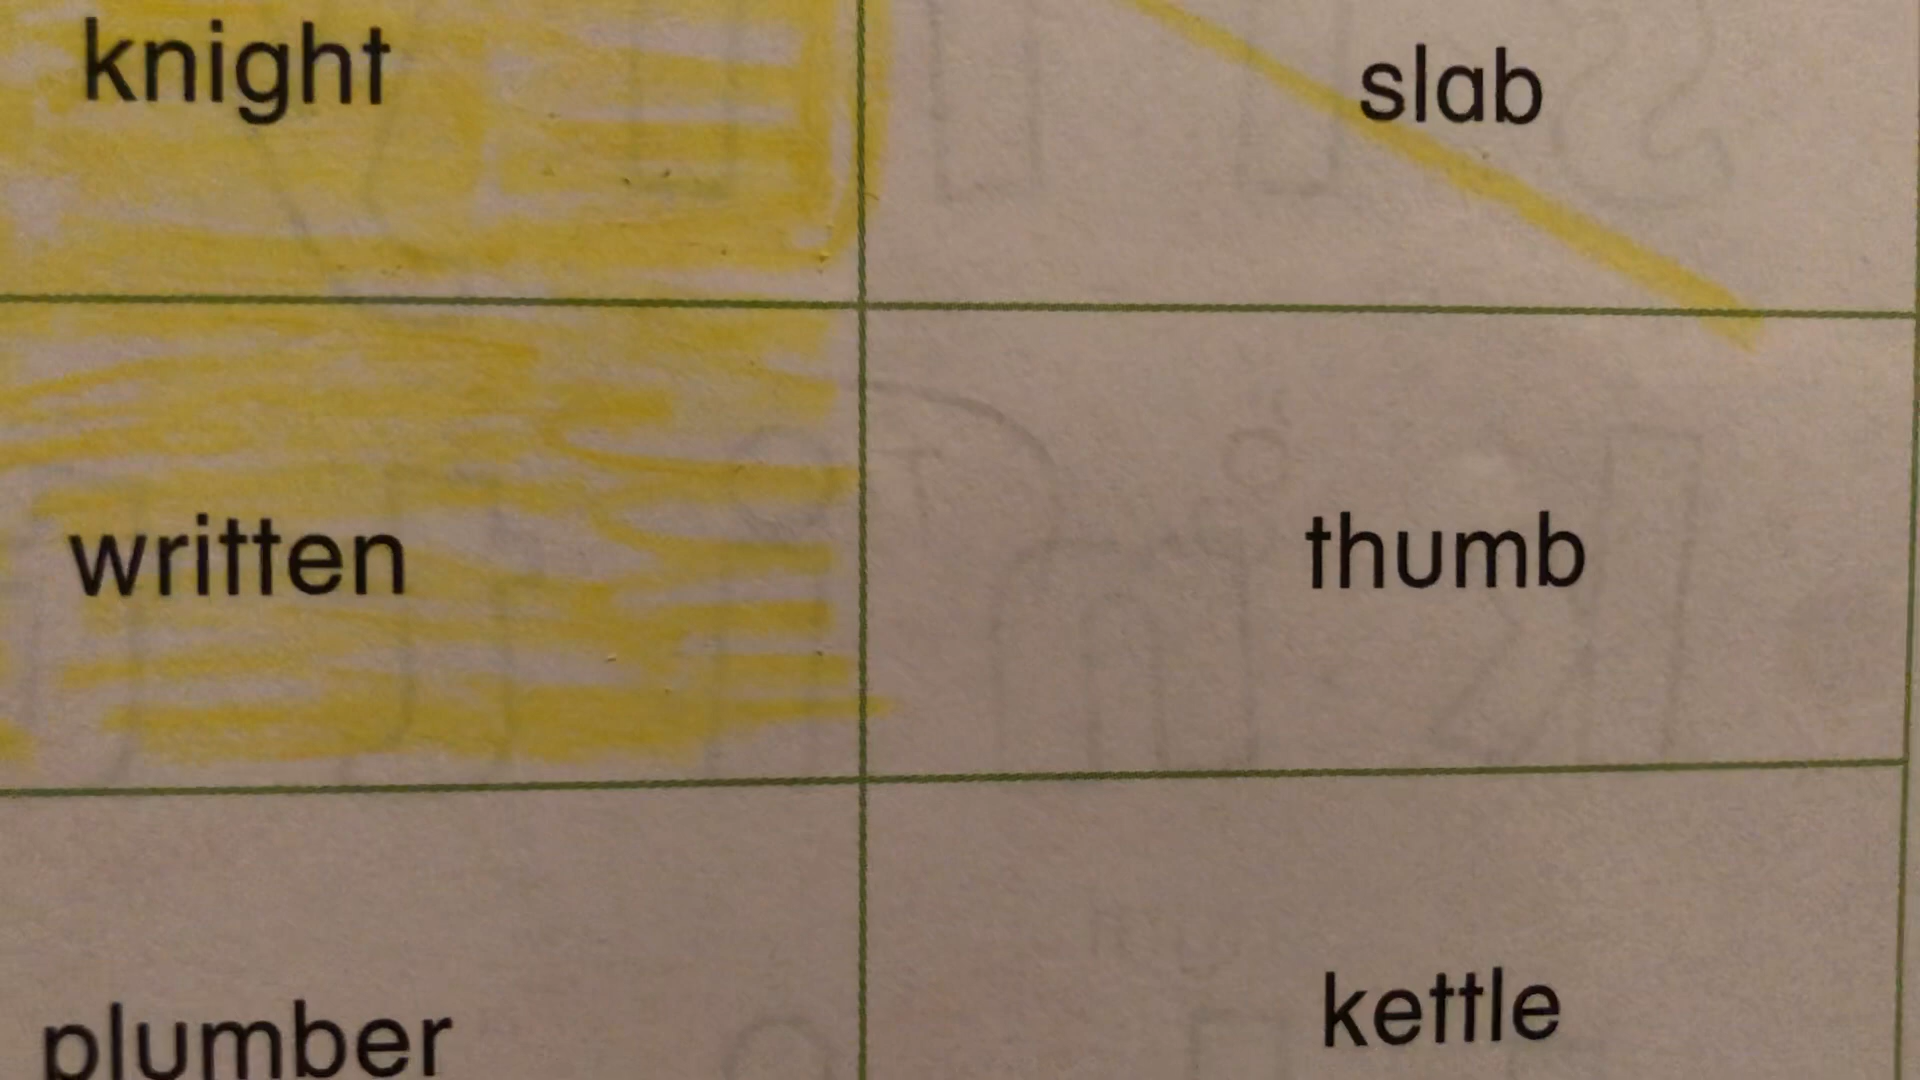 knight
slab
written
thumb
plumber
kettle